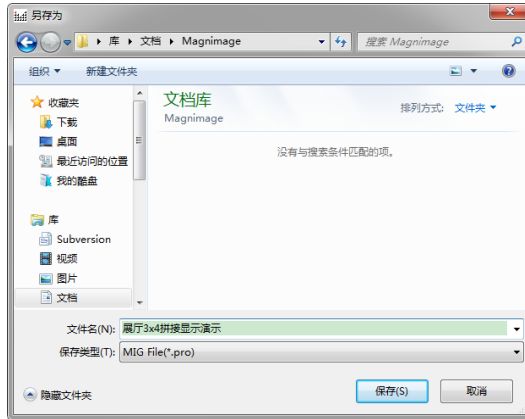 另存为
库 文档 Magnimage
搜索 Magnimage
组织 新建文件夹
收藏夹
下载
桌面
最近访问的位置
我的酷盘
库
Subversion
视频
图片
文档
文档库
Magnimage
排列方式: 文件夹
没有与搜索条件匹配的项。
文件名(N): 展厅3x4拼接显示演示
保存类型(T): MIG File(*.pro)
隐藏文件夹
保存(S) 取消